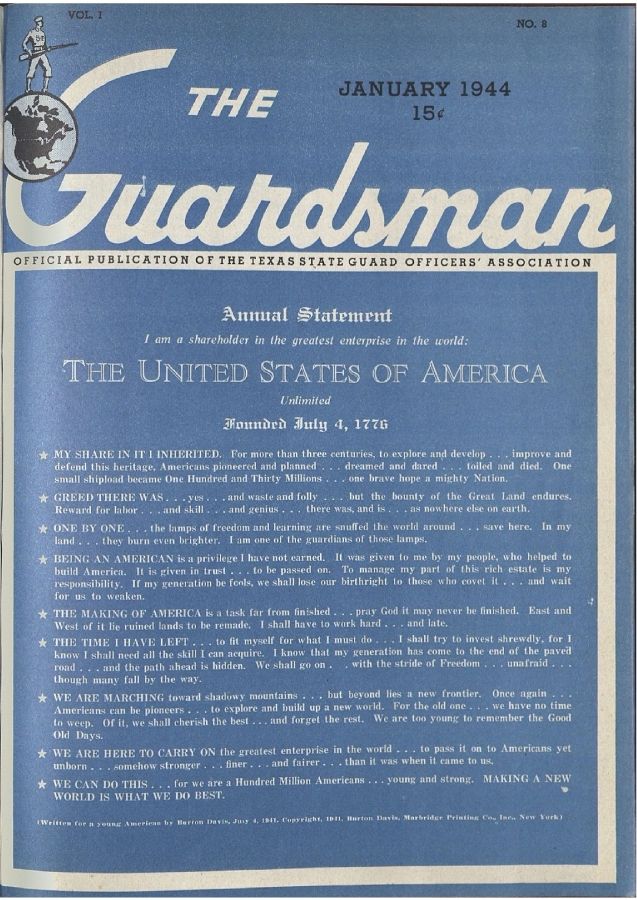 VOL. I
NO. 8
THE
JANUARY 1944
15¢
Guardsman
OFFICIAL PUBLICATION OF THE TEXAS STATE GUARD OFFICERS' ASSOCIATION
Annual Statement
I am a shareholder in the greatest enterprise in the world:
THE UNITED STATES OF AMERICA
Unlimited
Founded July 4, 1776
★ MY SHARE IN IT I INHERITED. For more than three centuries, to explore and develop . . . improve and
defend this heritage, Americans pioneered and planned . . . dreamed and dared . . . toiled and died. One
small shipload became One Hundred and Thirty Millions . . . one brave hope a mighty Nation.
★ GREED THERE WAS . . . yes . . . and waste and folly . . . but the bounty of the Great Land endures.
Reward for labor . . . and skill . . . and genius . . . there was, and is . . . as nowhere else on earth.
★ ONE BY ONE . . . the lamps of freedom and learning are snuffed the world around . . . save here. In my
land . . . they burn even brighter. I am one of the guardians of those lamps.
★ BEING AN AMERICAN is a privilege I have not earned. It was given to me by my people, who helped to
build America. It is given in trust . . . to be passed on. To manage my part of this rich estate is my
responsibility. If my generation be fools, we shall lose our birthright to those who covet it . . . and wait
for us to weaken.
★ THE MAKING OF AMERICA is a task far from finished . . . pray God it may never be finished. East and
West of it lie ruined lands to be remade. I shall have to work hard . . . and late.
★ THE TIME I HAVE LEFT . . . to fit myself for what I must do . . . I shall try to invest shrewdly, for I
know I shall need all the skill I can acquire. I know that my generation has come to the end of the paved
road . . . and the path ahead is hidden. We shall go on . . with the stride of Freedom . . . unafraid . . .
though many fall by the way.
★ WE ARE MARCHING toward shadowy mountains . . . but beyond lies a new frontier. Once again . . .
Americans can be pioneers . . . to explore and build up a new world. For the old one . . . we have no time
to weep. Of it, we shall cherish the best . . . and forget the rest. We are too young to remember the Good
Old Days.
★ WE ARE HERE TO CARRY ON the greatest enterprise in the world . . . to pass it on to Americans yet
unborn . . . somehow stronger . . . finer . . . and fairer . . . than it was when it came to us.
★ WE CAN DO THIS . . . for we are a Hundred Million Americans . . . young and strong. MAKING A NEW
WORLD IS WHAT WE DO BEST.
(Written for a young American by Burton Davis, July 4, 1941. Copyright, 1941, Burton Davis, Marbridge Printing Co., Inc., New York)